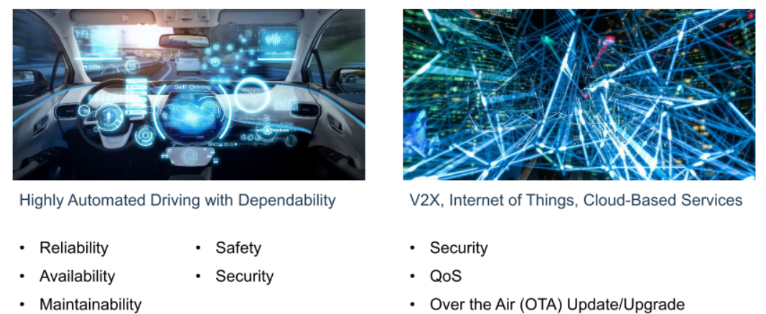 Self Driving
Highly Automated Driving with Dependability
• Reliability
• Availability
• Maintainability
• Safety
• Security
V2X, Internet of Things, Cloud-Based Services
• Security
• QoS
• Over the Air (OTA) Update/Upgrade